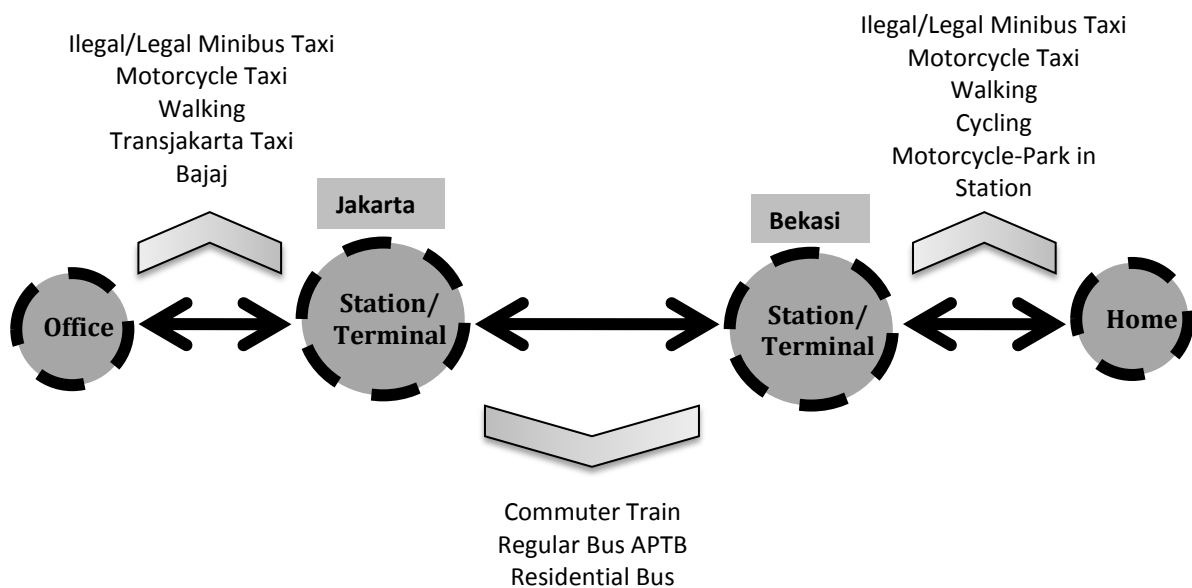 Ilegal/Legal Minibus Taxi
Motorcycle Taxi
Walking
Transjakarta Taxi
Bajaj
Ilegal/Legal Minibus Taxi
Motorcycle Taxi
Walking
Cycling
Motorcycle-Park in
Station
Jakarta
Bekasi
Office
Station/
Terminal
Station/
Terminal
Home
Commuter Train
Regular Bus APTB
Residential Bus